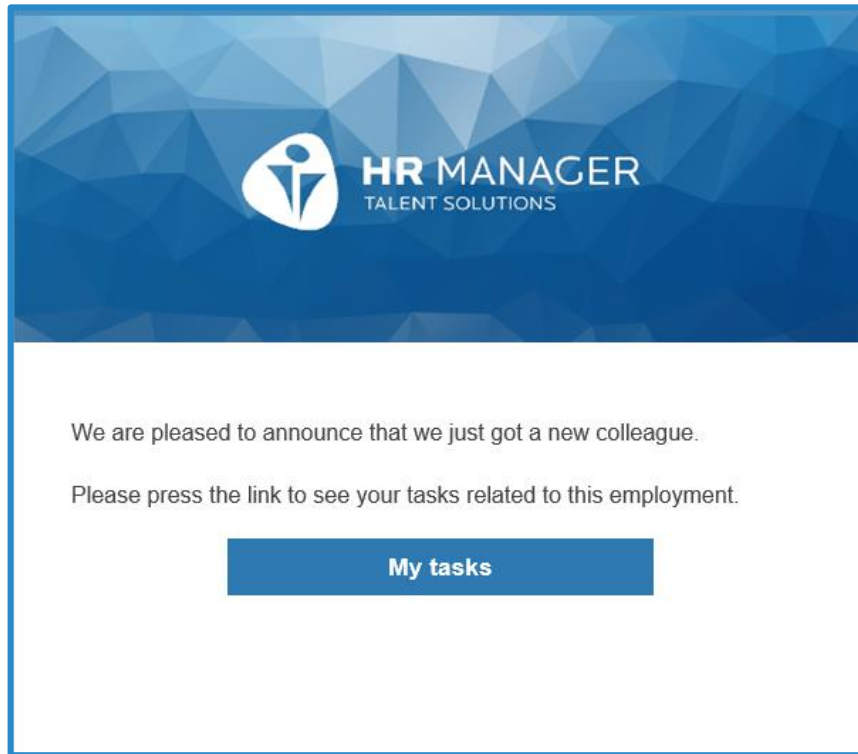 HR MANAGER
TALENT SOLUTIONS
We are pleased to announce that we just got a new colleague.
Please press the link to see your tasks related to this employment.
My tasks